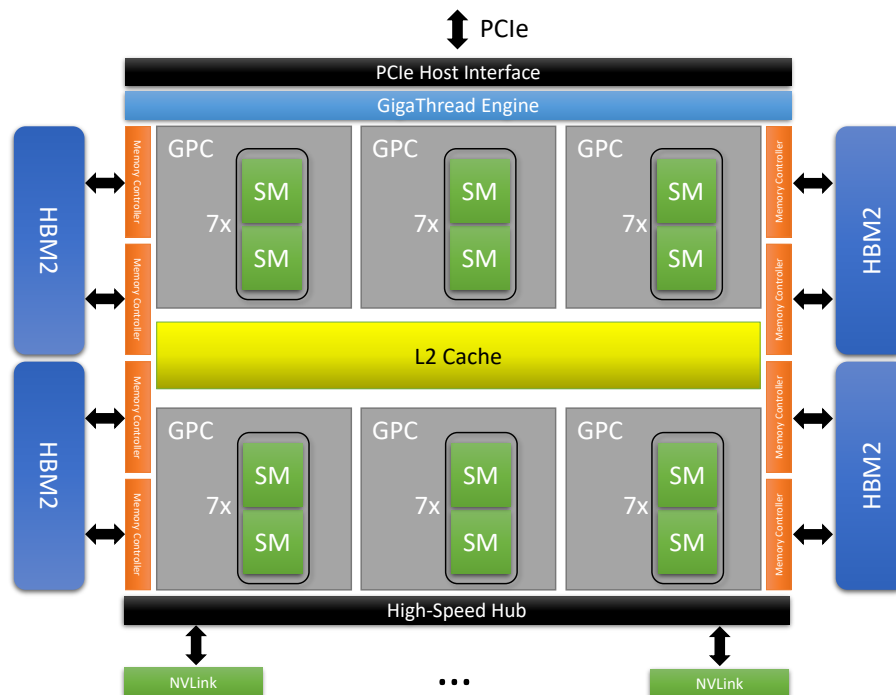 PCIe
PCIe Host Interface
GigaThread Engine
HBM2
Memory Controller
Memory Controller
GPC
7x
SM
SM
GPC
7x
SM
SM
GPC
7x
SM
SM
Memory Controller
Memory Controller
HBM2
L2 Cache
HBM2
Memory Controller
Memory Controller
GPC
7x
SM
SM
GPC
7x
SM
SM
GPC
7x
SM
SM
Memory Controller
Memory Controller
HBM2
High-Speed Hub
NVLink
...
NVLink